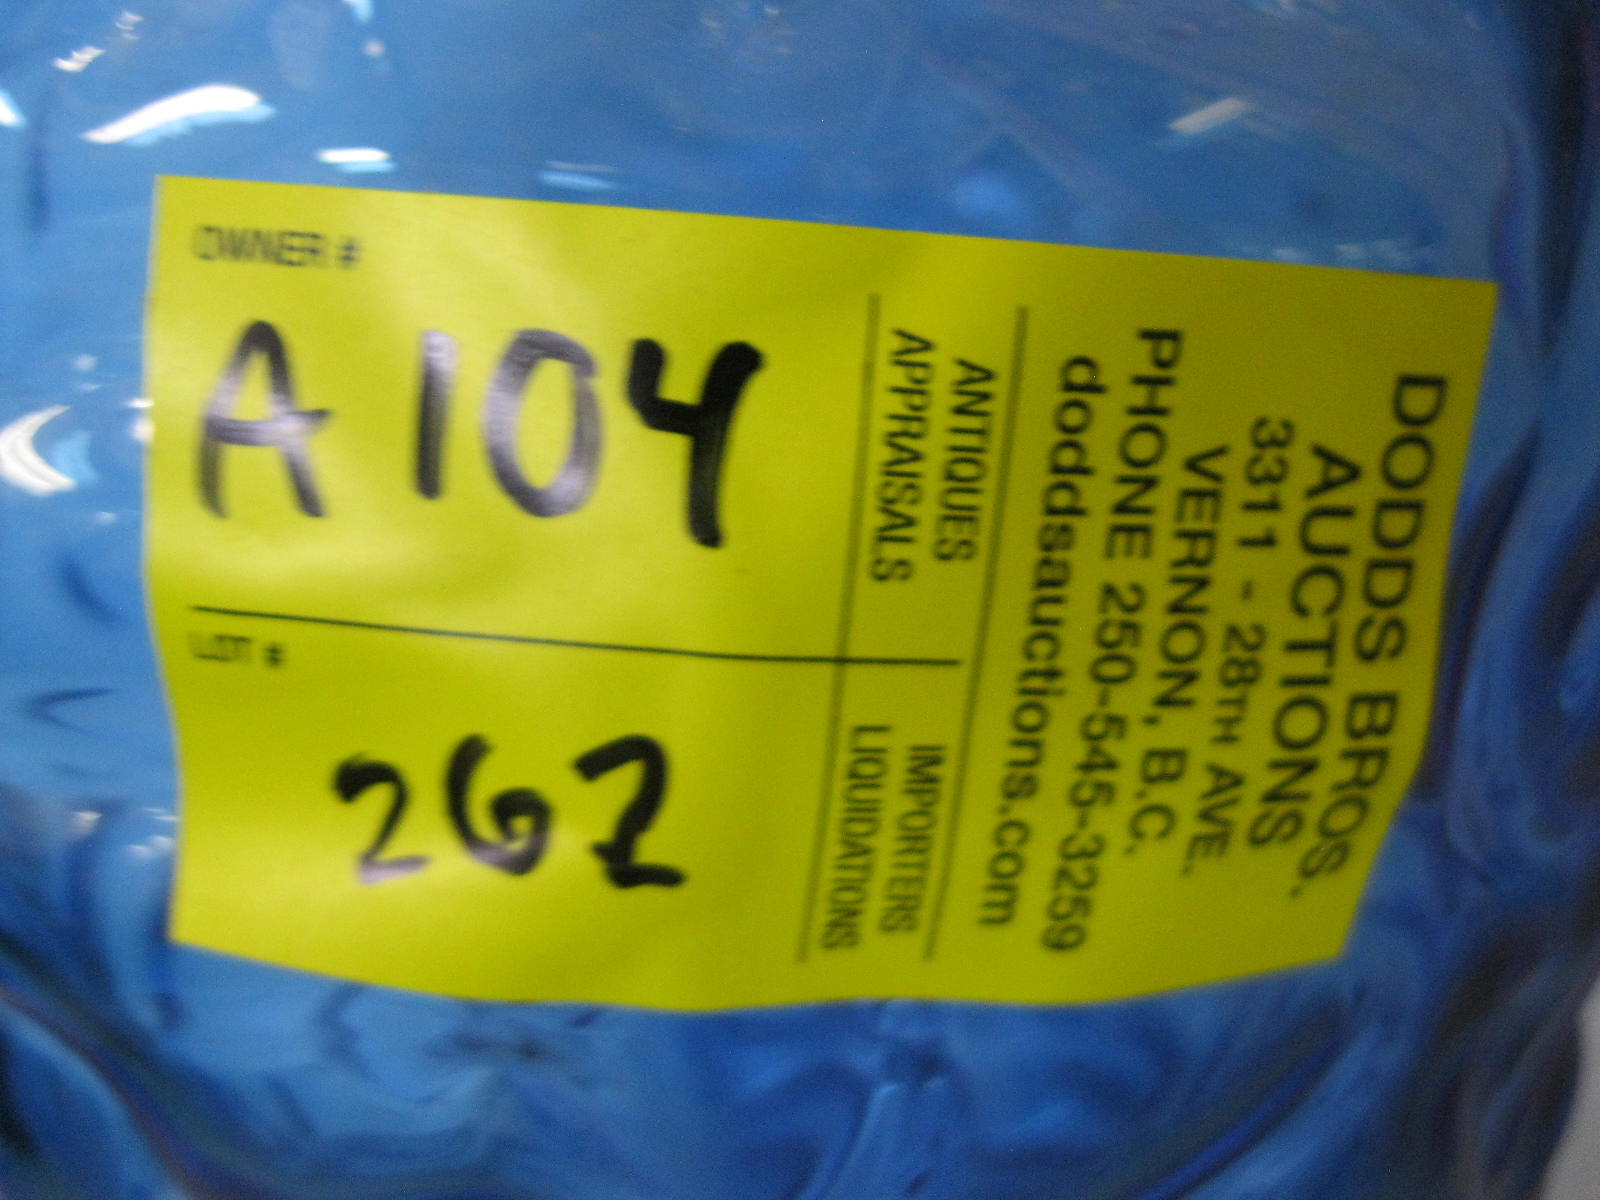 OWNER #
A 104
LOT #
262
DODDS BROS.
AUCTIONS
3311 - 28TH AVE.
VERNON, B.C.
PHONE 250-545-3259
doddsauctions.com
ANTIQUES
APPRAISALS
IMPORTERS
LIQUIDATIONS